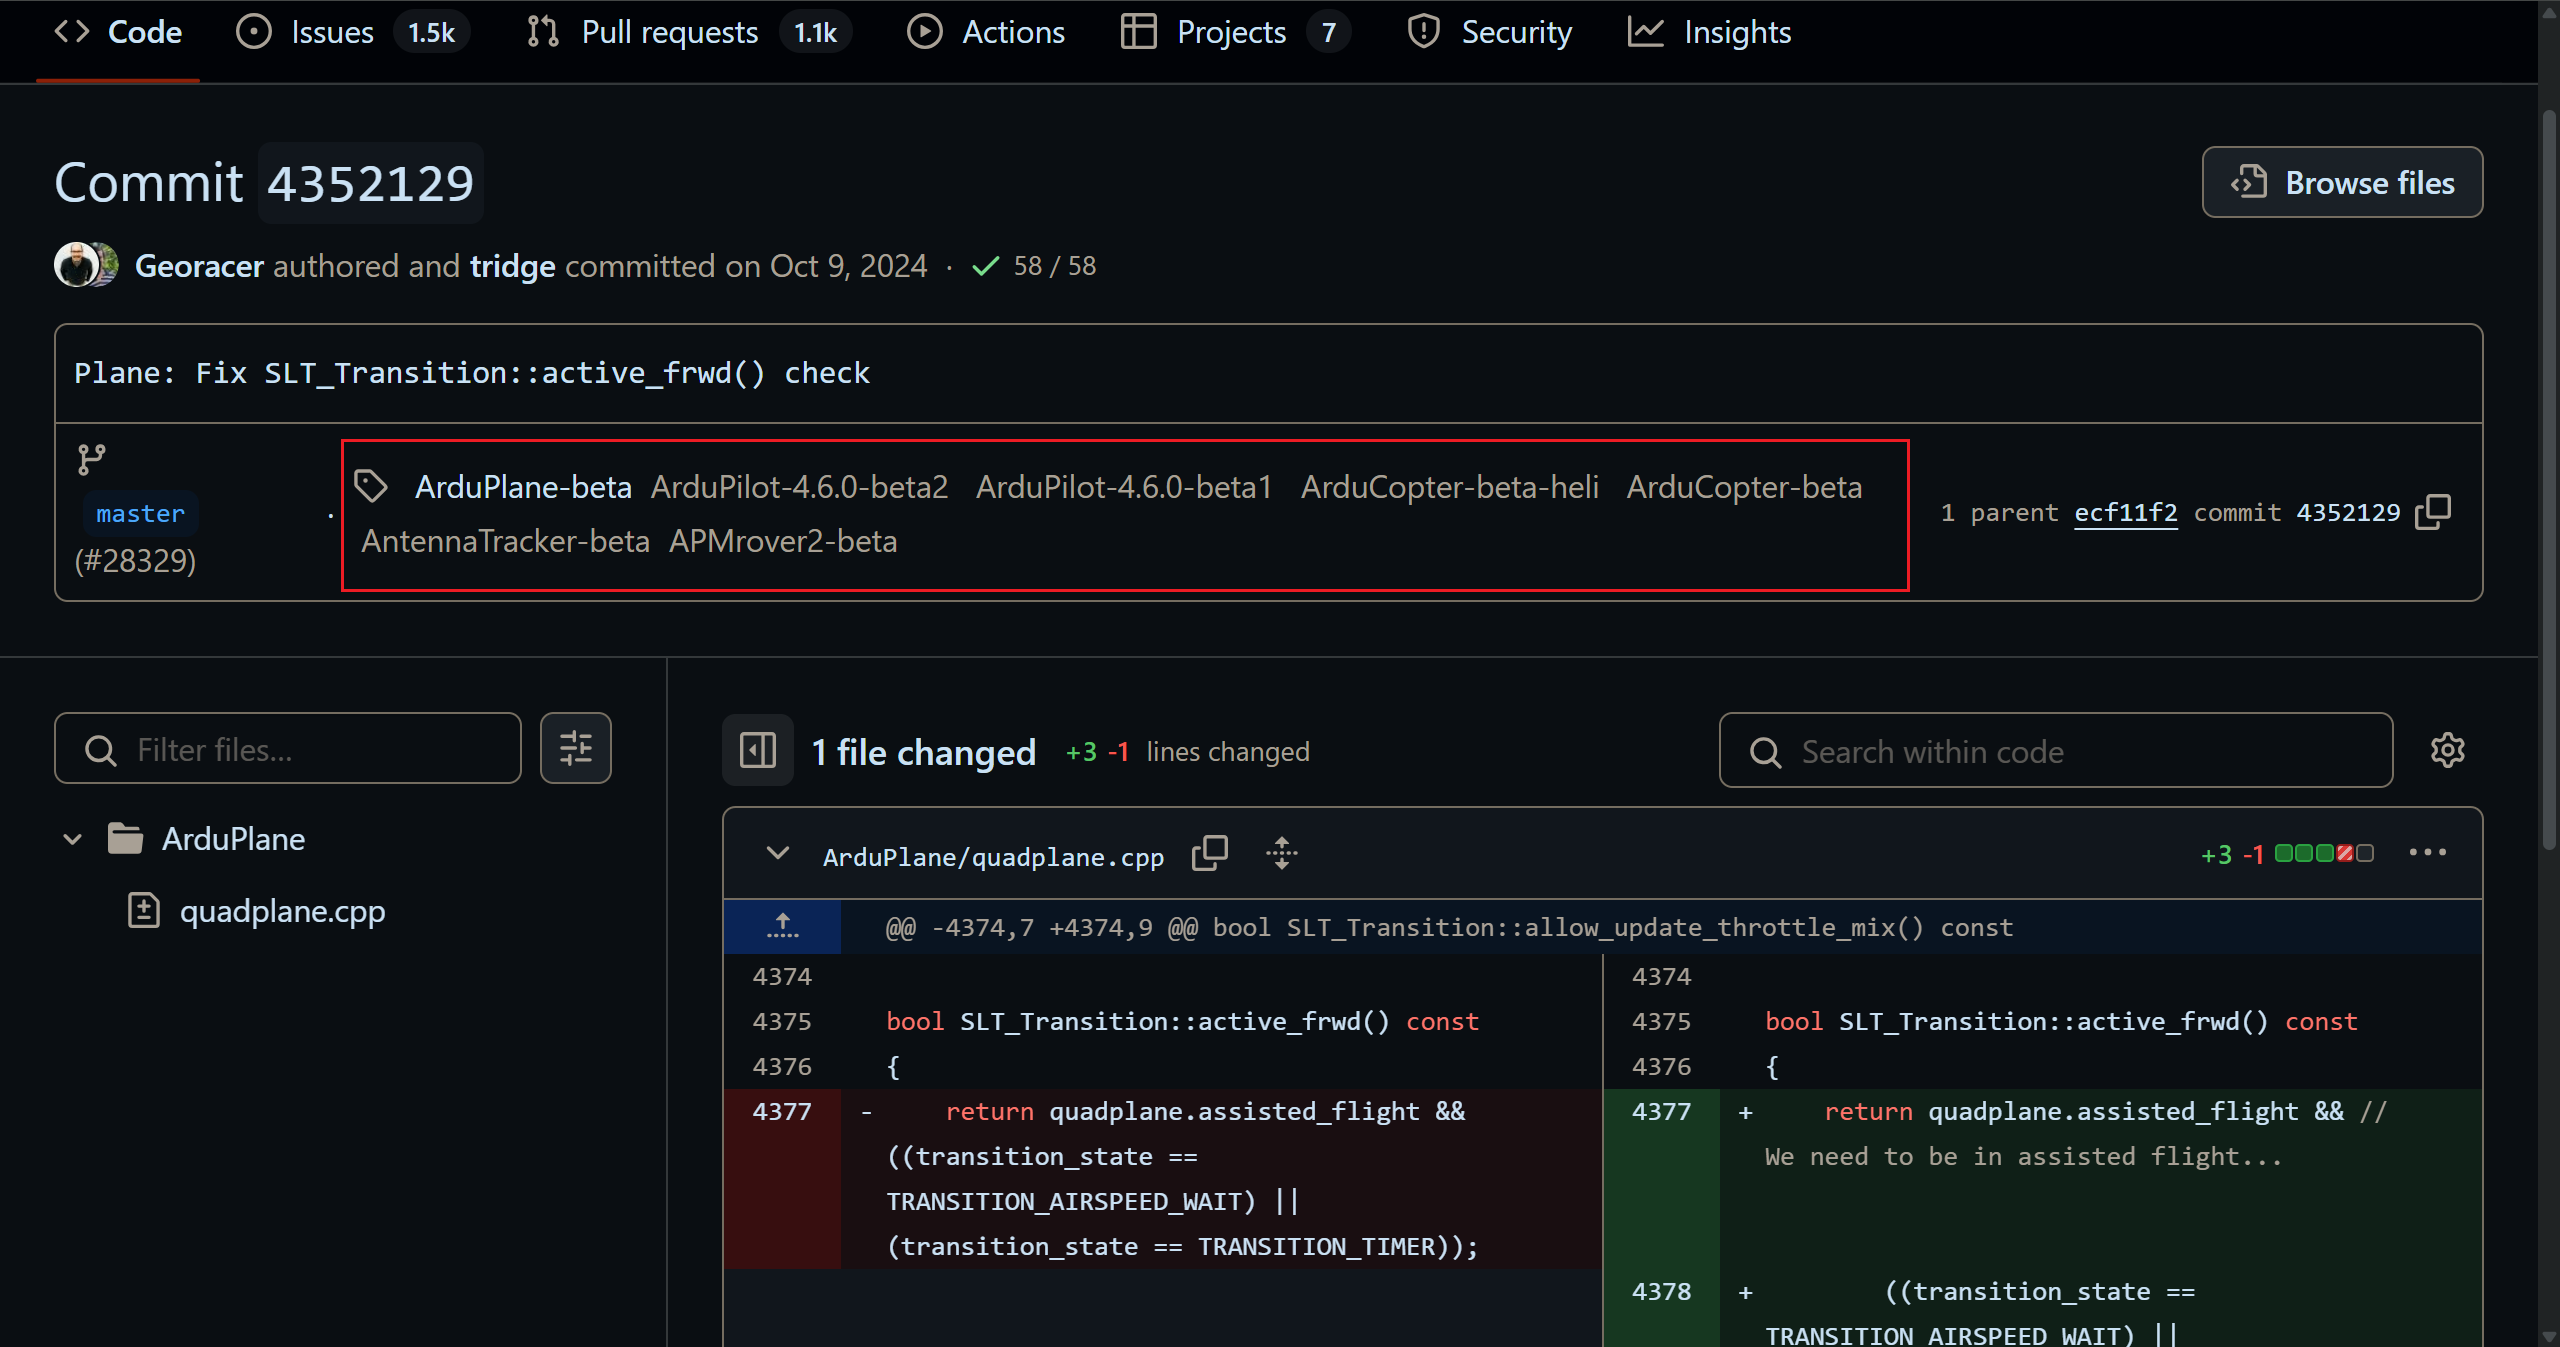 Code Issues 1.5k Pull requests 1.1k Actions Projects 7 Security Insights
Commit 4352129
Browse files
Georacer authored and tridge committed on Oct 9, 2024 · 58 / 58
Plane: Fix SLT_Transition::active_frwd() check
master
(#28329)
·
ArduPlane-beta ArduPilot-4.6.0-beta2 ArduPilot-4.6.0-beta1 ArduCopter-beta-heli ArduCopter-beta
AntennaTracker-beta APMrover2-beta
1 parent ecf11f2 commit 4352129
Filter files...
ArduPlane
quadplane.cpp
1 file changed +3 -1 lines changed
Search within code
ArduPlane/quadplane.cpp
+3 -1
@@ -4374,7 +4374,9 @@ bool SLT_Transition::allow_update_throttle_mix() const
4374
4375 bool SLT_Transition::active_frwd() const
4376 {
4377 - return quadplane.assisted_flight &&
((transition_state ==
TRANSITION_AIRSPEED_WAIT) ||
(transition_state == TRANSITION_TIMER));
4374
4375 bool SLT_Transition::active_frwd() const
4376 {
4377 + return quadplane.assisted_flight && //
We need to be in assisted flight...
4378 + ((transition_state ==
TRANSITION_AIRSPEED_WAIT) ||